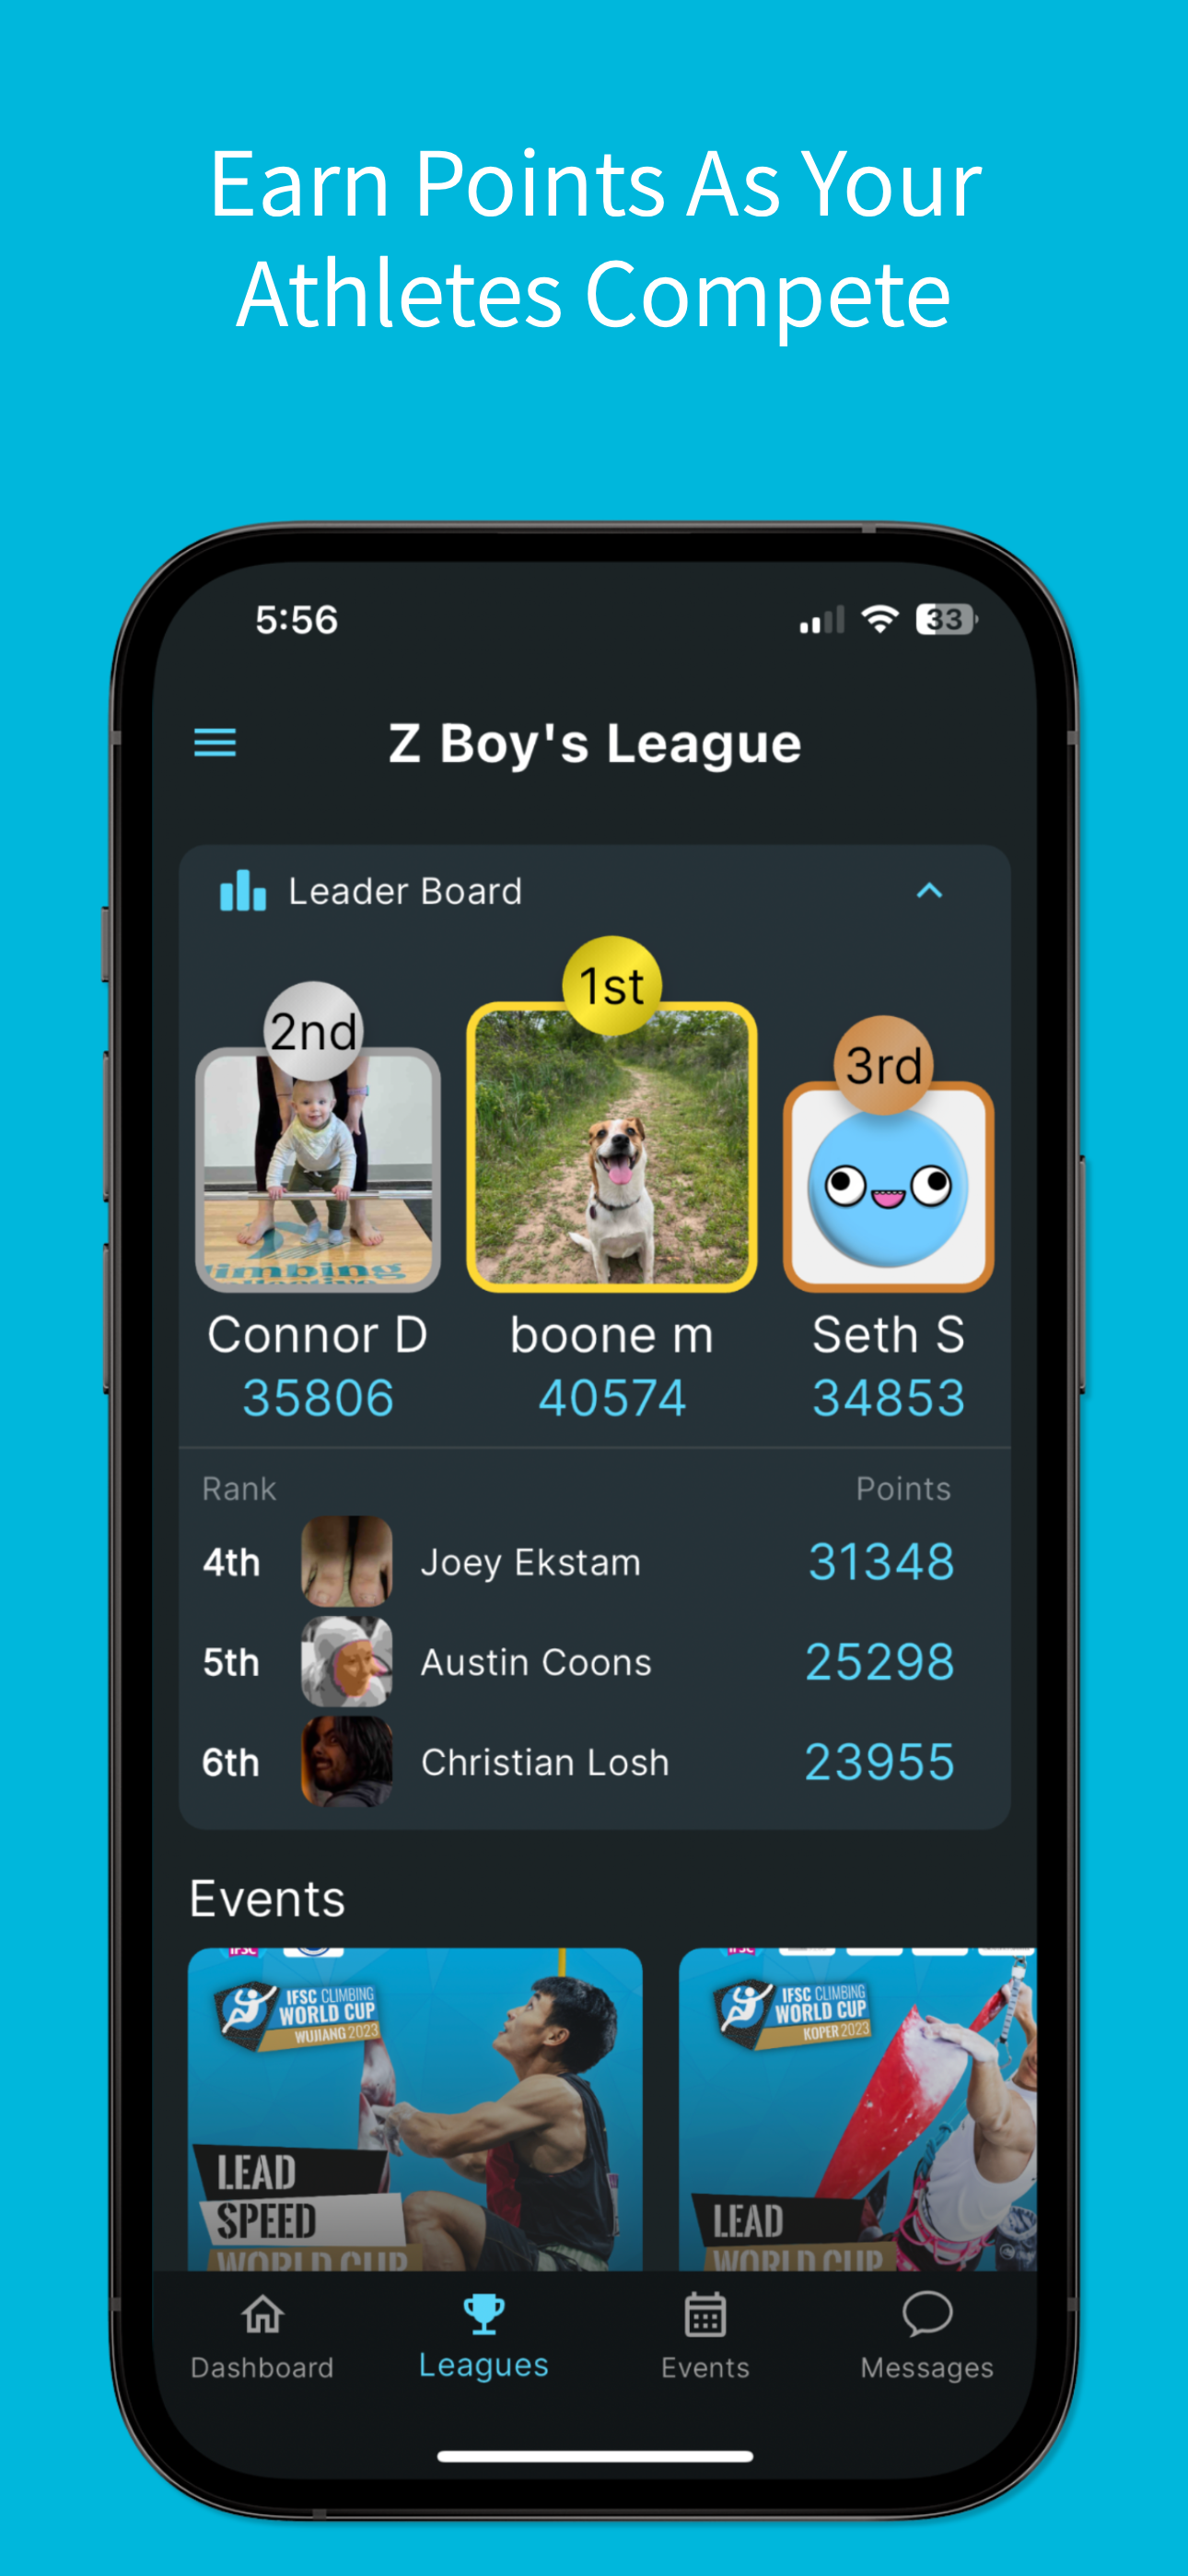 Earn Points As Your
Athletes Compete
5:56
33
Z Boy's League
Leader Board
1st
2nd
3rd
Connor D
boone m
Seth S
35806
40574
34853
Rank
Points
4th
Joey Ekstam
31348
5th
Austin Coons
25298
6th
Christian Losh
23955
Events
IFSC CLIMBING
WORLD CUP
WUJIANG 2023
LEAD
SPEED
WORLD CUP
IFSC CLIMBING
WORLD CUP
KOPER 2023
LEAD
WORLD CUP
Dashboard
Leagues
Events
Messages